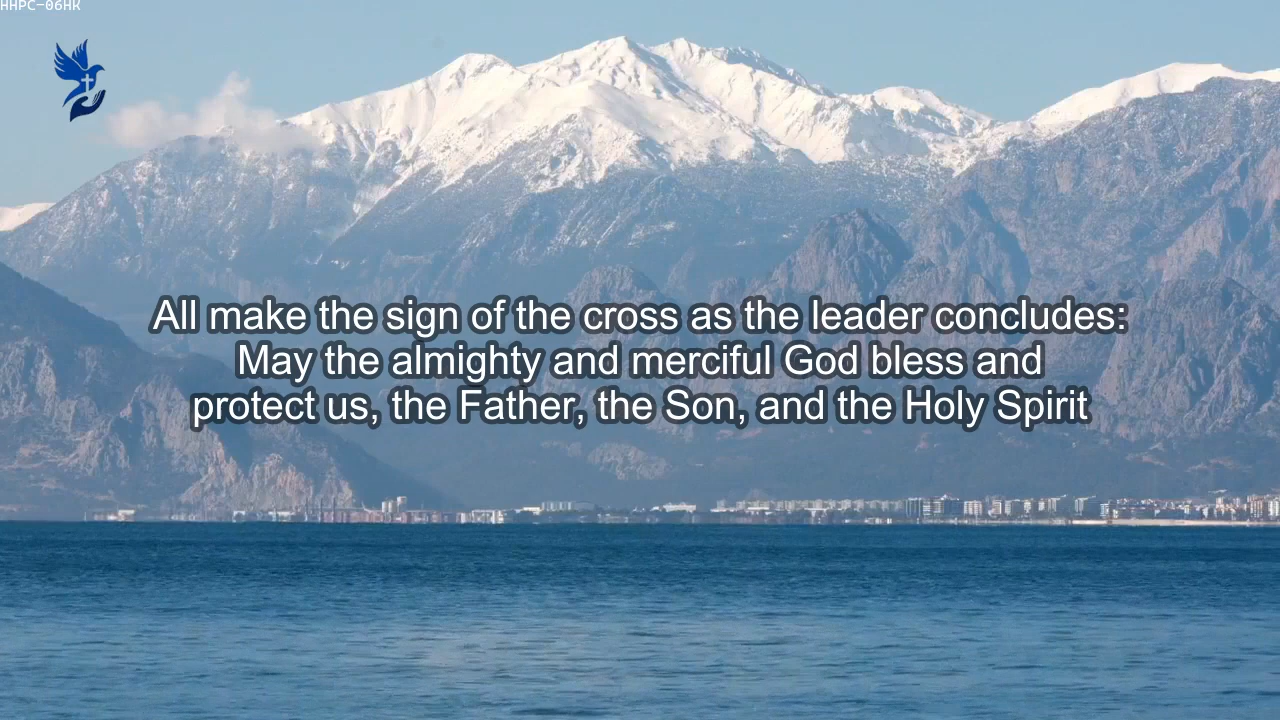 HHPC-06HK
All make the sign of the cross as the leader concludes:
May the almighty and merciful God bless and
protect us, the Father, the Son, and the Holy Spirit